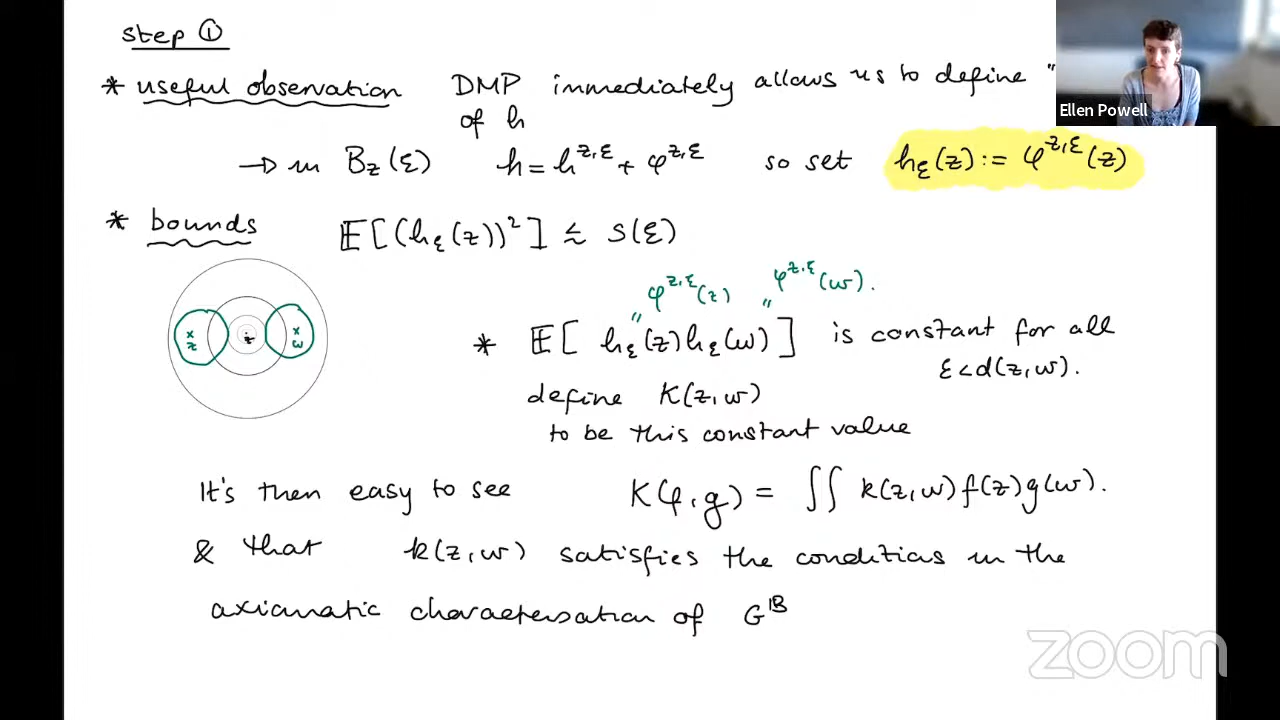 step ①
* useful observation DMP immediately allows us to define "
of h
Ellen Powell
→ in B_z(ε) h = h^{z,ε} + φ^{z,ε} so set h_ε(z) := φ^{z,ε}(z)
* bounds 𝔼[(h_ε(z))²] ≲ s(ε)
φ^{z,ε}(z) φ^{z,ε}(w).
" "
* 𝔼[ h_ε(z) h_ε(w) ] is constant for all
ε < d(z,w).
x z x w
z
define K(z,w)
to be this constant value
It's then easy to see K(φ,g) = ∬ k(z,w)f(z)g(w).
& that k(z,w) satisfies the conditions in the
axiomatic characterisation of G^𝔹
zoom